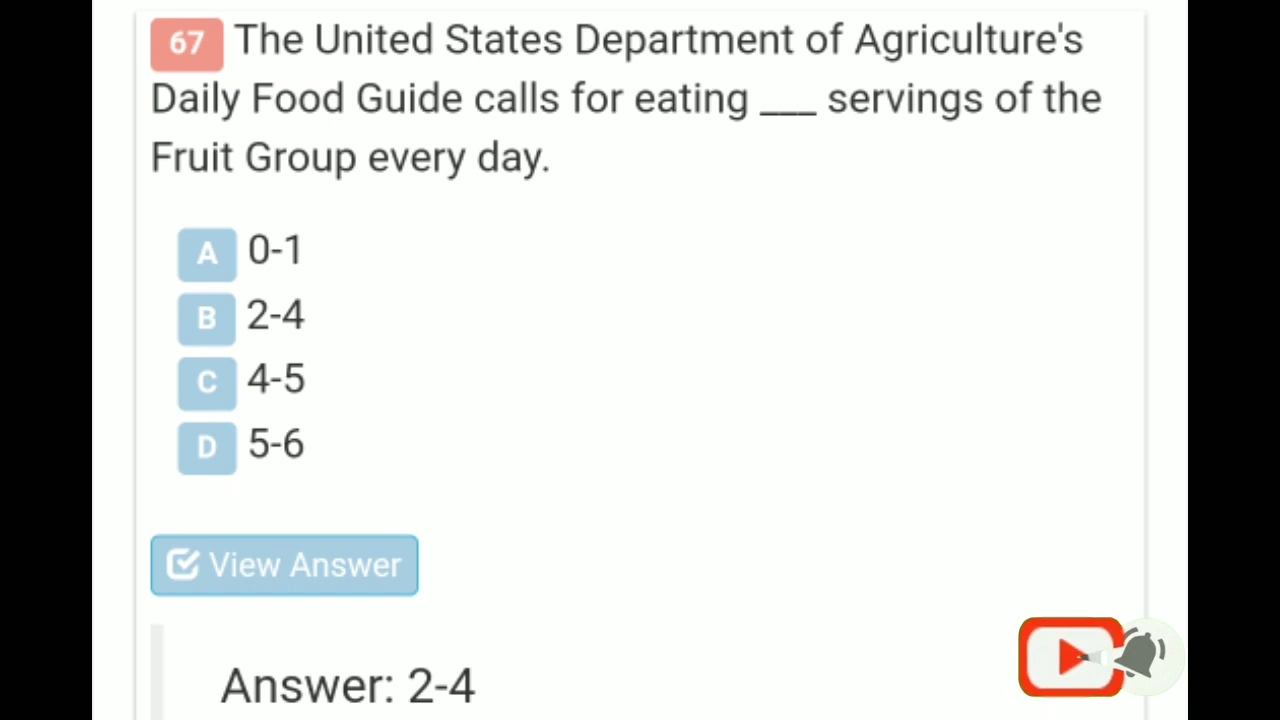 67 The United States Department of Agriculture's
Daily Food Guide calls for eating ___ servings of the
Fruit Group every day.
A 0-1
B 2-4
C 4-5
D 5-6
View Answer
Answer: 2-4